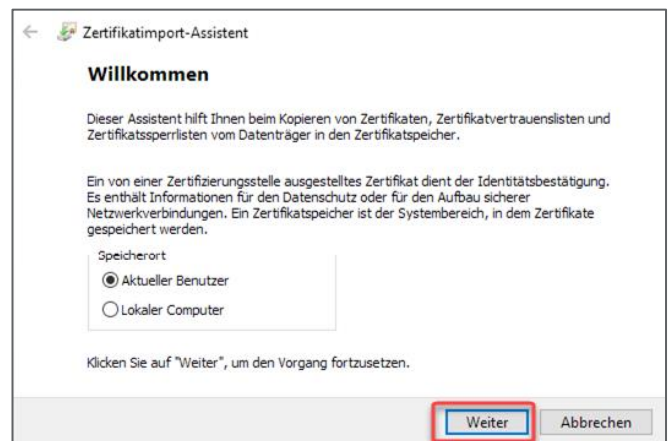 Zertifikatimport-Assistent
Willkommen
Dieser Assistent hilft Ihnen beim Kopieren von Zertifikaten, Zertifikatvertrauenslisten und
Zertifikatssperrlisten vom Datenträger in den Zertifikatspeicher.
Ein von einer Zertifizierungsstelle ausgestelltes Zertifikat dient der Identitätsbestätigung.
Es enthält Informationen für den Datenschutz oder für den Aufbau sicherer
Netzwerkverbindungen. Ein Zertifikatspeicher ist der Systembereich, in dem Zertifikate
gespeichert werden.
Speicherort
Aktueller Benutzer
Lokaler Computer
Klicken Sie auf "Weiter", um den Vorgang fortzusetzen.
Weiter Abbrechen